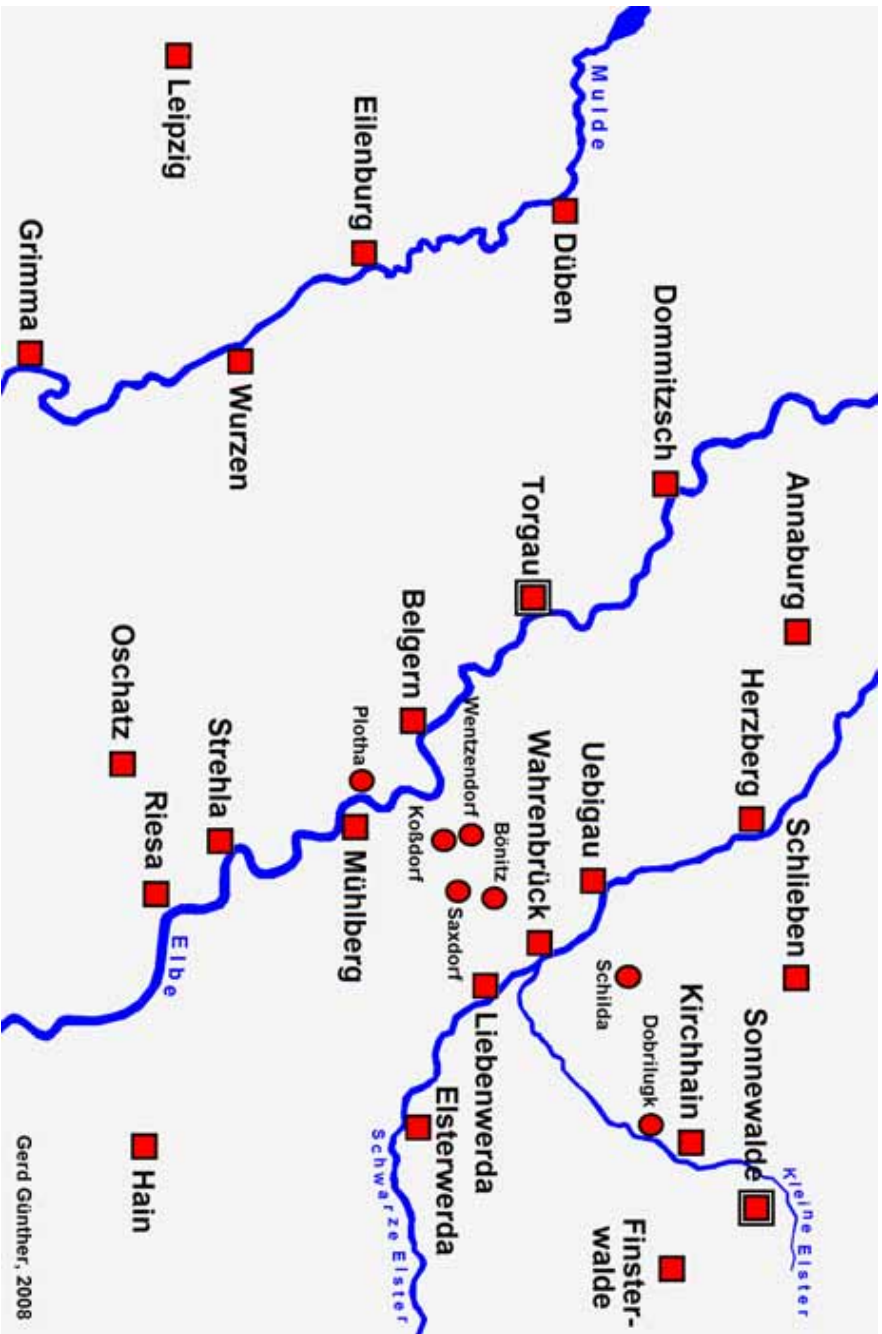 Kleine Elster
Annaburg
Schlieben
Herzberg
Sonnewalde
Dommitzsch
Kirchhain
Finster-
walde
Dobrilugk
Schilda
Mulde
Düben
Uebigau
Torgau
Wahrenbrück
Bönitz
Wentzendorf
Liebenwerda
Saxdorf
Koßdorf
Elsterwerda
Belgern
Schwarze Elster
Eilenburg
Plotha
Mühlberg
Wurzen
Strehla
Leipzig
Riesa
Elbe
Oschatz
Hain
Grimma
Gerd Günther, 2008